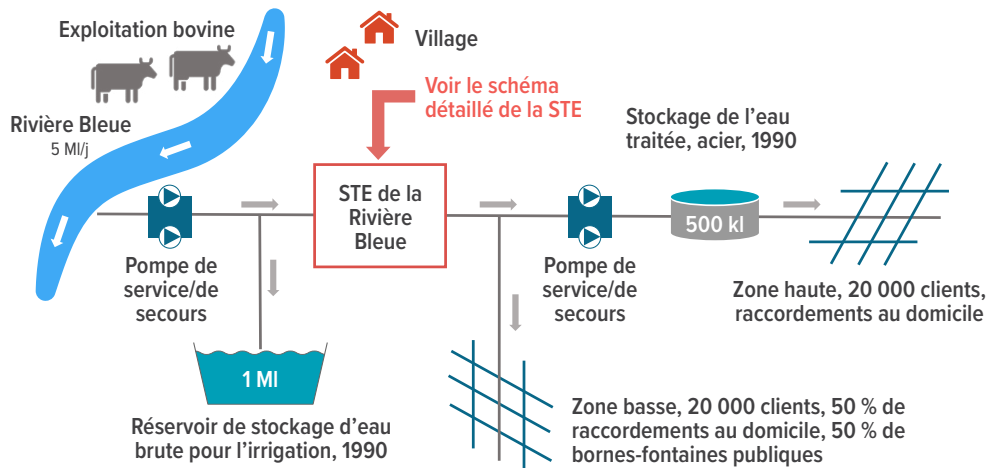 Exploitation bovine
Village
Voir le schéma
détaillé de la STE
Rivière Bleue
5 Ml/j
Stockage de l'eau
traitée, acier, 1990
STE de la
Rivière
Bleue
500 kl
Pompe de
service/de
secours
Pompe de
service/de
secours
Zone haute, 20 000 clients,
raccordements au domicile
1 Ml
Réservoir de stockage d'eau
brute pour l'irrigation, 1990
Zone basse, 20 000 clients, 50 % de
raccordements au domicile, 50 % de
bornes-fontaines publiques